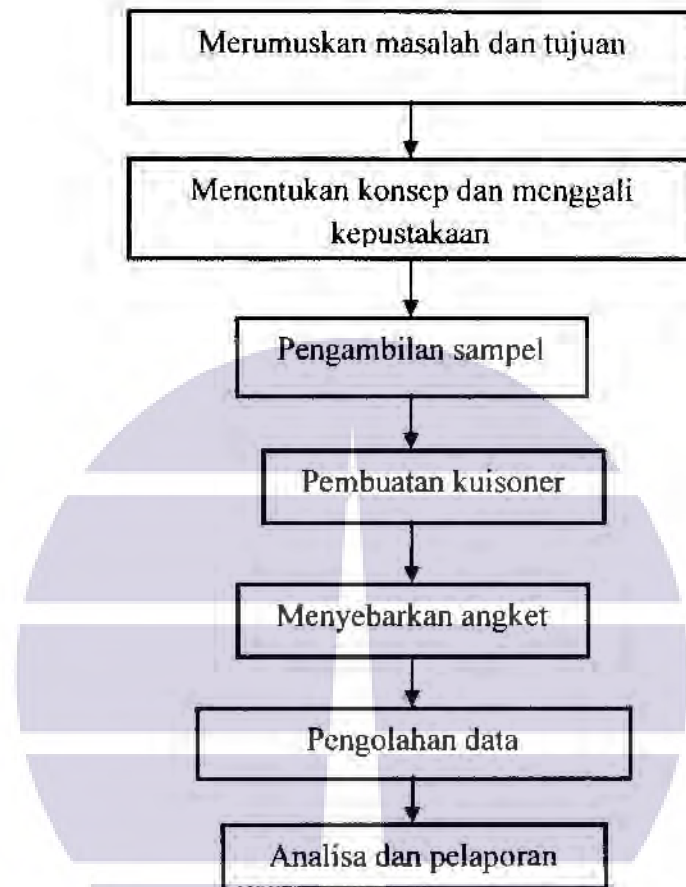 Merumuskan masalah dan tujuan
Menentukan konsep dan menggali
kepustakaan
Pengambilan sampel
Pembuatan kuisoner
Menyebarkan angket
Pengolahan data
Analisa dan pelaporan